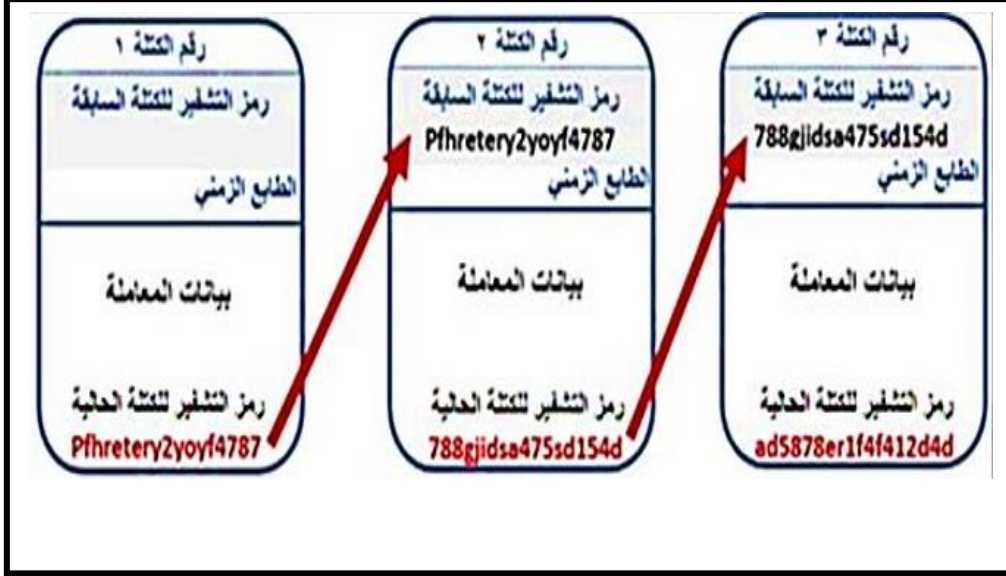 رقم الكتلة ١
رمز التشفير للكتلة السابقة
الطابع الزمني
بيانات المعاملة
رمز التشفير للكتلة الحالية
Pfhretery2yoyf4787
رقم الكتلة ٢
رمز التشفير للكتلة السابقة
Pfhretery2yoyf4787
الطابع الزمني
بيانات المعاملة
رمز التشفير للكتلة الحالية
788gjidsa475sd154d
رقم الكتلة ٣
رمز التشفير للكتلة السابقة
788gjidsa475sd154d
الطابع الزمني
بيانات المعاملة
رمز التشفير للكتلة الحالية
ad5878er1f4f412d4d